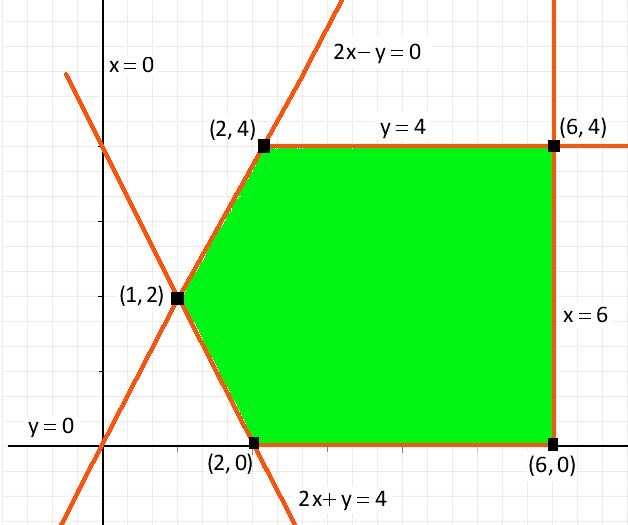 2x−y=0
x=0
(2,4)
y=4
(6,4)
(1,2)
x=6
y=0
(2,0)
(6,0)
2x+y=4